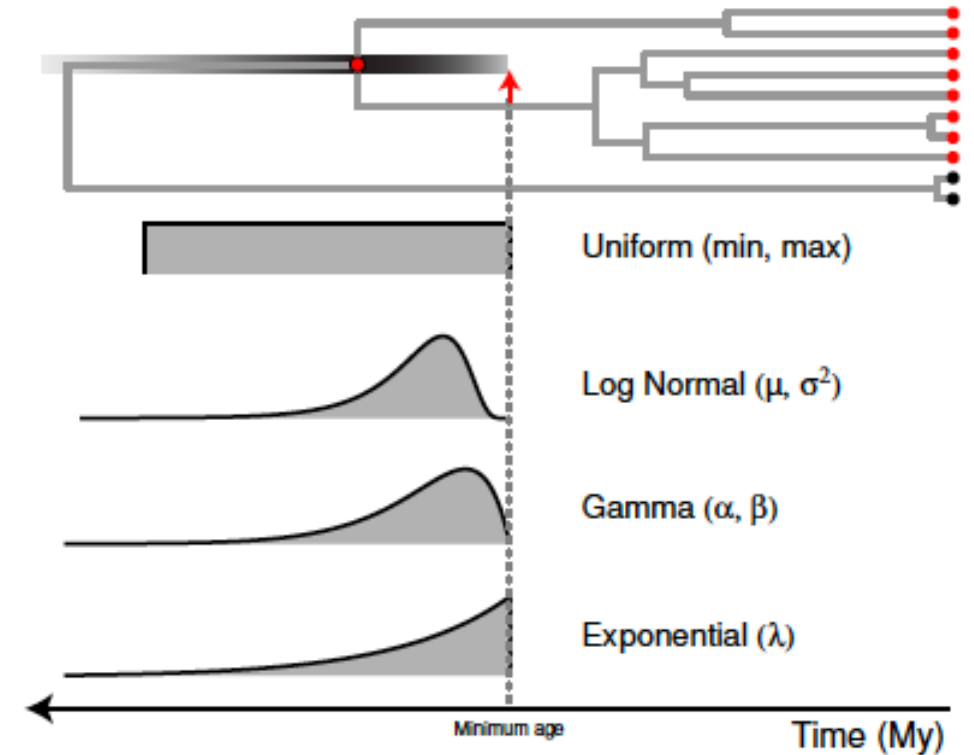 Uniform (min, max)
Log Normal (μ, σ²)
Gamma (α, β)
Exponential (λ)
Minimum age
Time (My)